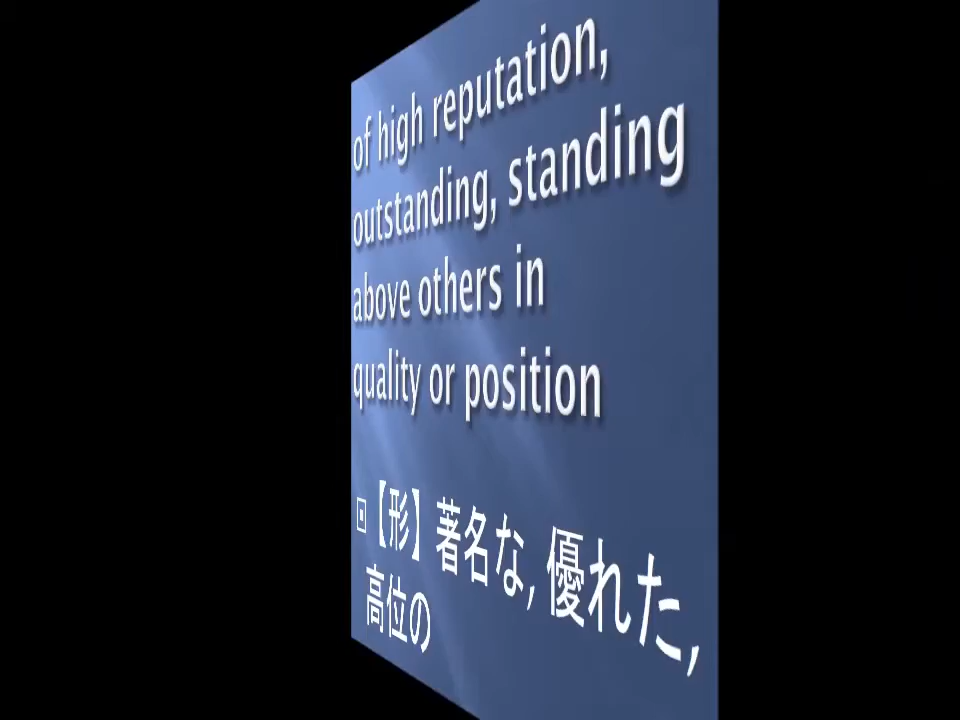 of high reputation,
outstanding, standing
above others in
quality or position
回【形】著名な, 優れた,
高位の